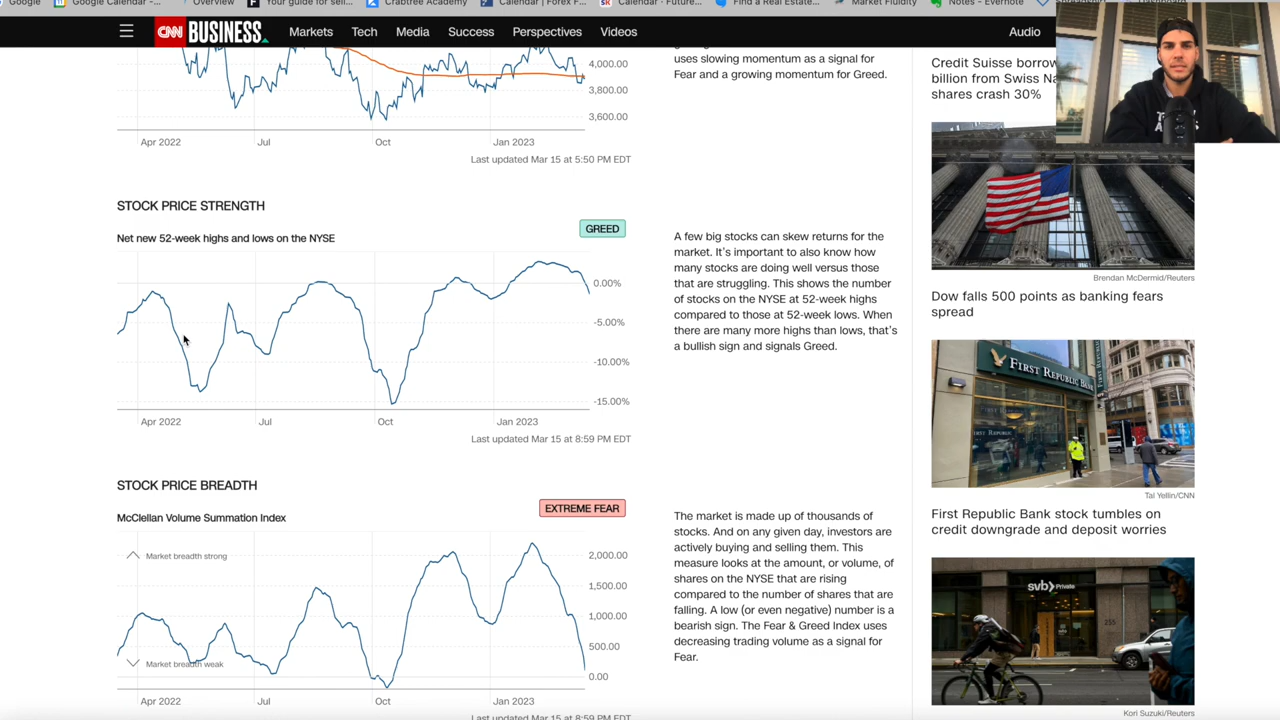 Google
Google Calendar -...
Overview
Your guide for sell...
Crabtree Academy
Calendar | Forex F...
Calendar · Future...
Find a Real Estate...
Market Fluidity
Notes - Evernote
CNN BUSINESS
Markets
Tech
Media
Success
Perspectives
Videos
Audio
4,000.00
3,800.00
3,600.00
Apr 2022
Jul
Oct
Jan 2023
Last updated Mar 15 at 5:50 PM EDT
uses slowing momentum as a signal for
Fear and a growing momentum for Greed.
STOCK PRICE STRENGTH
GREED
Net new 52-week highs and lows on the NYSE
0.00%
-5.00%
-10.00%
-15.00%
Apr 2022
Jul
Oct
Jan 2023
Last updated Mar 15 at 8:59 PM EDT
A few big stocks can skew returns for the
market. It's important to also know how
many stocks are doing well versus those
that are struggling. This shows the number
of stocks on the NYSE at 52-week highs
compared to those at 52-week lows. When
there are many more highs than lows, that's
a bullish sign and signals Greed.
STOCK PRICE BREADTH
EXTREME FEAR
McClellan Volume Summation Index
Market breadth strong
Market breadth weak
2,000.00
1,500.00
1,000.00
500.00
0.00
Apr 2022
Jul
Oct
Jan 2023
Last updated Mar 15 at 8:59 PM EDT
The market is made up of thousands of
stocks. And on any given day, investors are
actively buying and selling them. This
measure looks at the amount, or volume, of
shares on the NYSE that are rising
compared to the number of shares that are
falling. A low (or even negative) number is a
bearish sign. The Fear & Greed Index uses
decreasing trading volume as a signal for
Fear.
Credit Suisse borrow
billion from Swiss Na
shares crash 30%
Brendan McDermid/Reuters
Dow falls 500 points as banking fears
spread
FIRST REPUBLIC BANK
FIRST REPUBLIC
Tal Yellin/CNN
First Republic Bank stock tumbles on
credit downgrade and deposit worries
svb Private
255
Kori Suzuki/Reuters